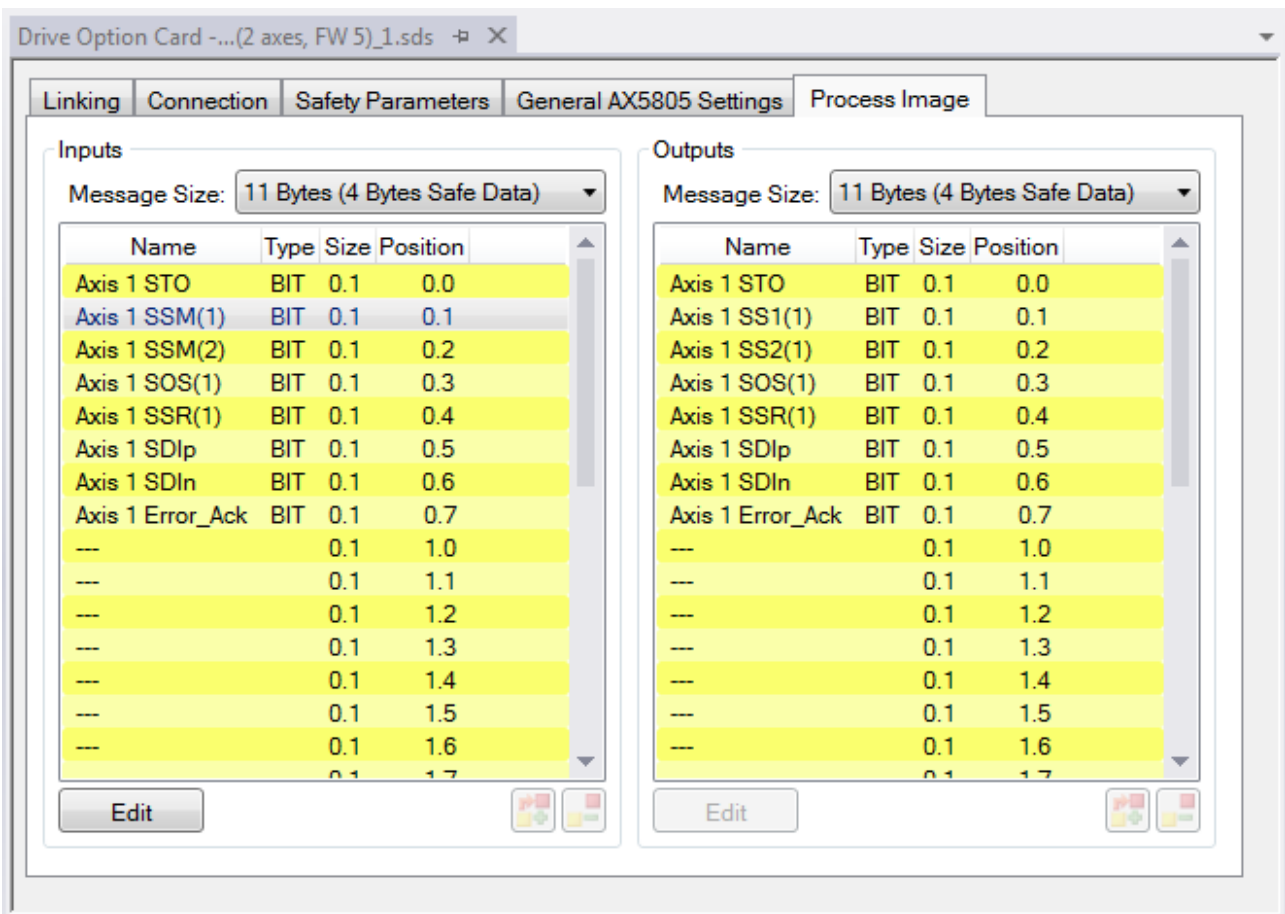 Drive Option Card -...(2 axes, FW 5)_1.sds
Linking Connection Safety Parameters General AX5805 Settings Process Image
Inputs
Message Size: 11 Bytes (4 Bytes Safe Data)
Name Type Size Position
Axis 1 STO BIT 0.1 0.0
Axis 1 SSM(1) BIT 0.1 0.1
Axis 1 SSM(2) BIT 0.1 0.2
Axis 1 SOS(1) BIT 0.1 0.3
Axis 1 SSR(1) BIT 0.1 0.4
Axis 1 SDIp BIT 0.1 0.5
Axis 1 SDIn BIT 0.1 0.6
Axis 1 Error_Ack BIT 0.1 0.7
--- 0.1 1.0
--- 0.1 1.1
--- 0.1 1.2
--- 0.1 1.3
--- 0.1 1.4
--- 0.1 1.5
--- 0.1 1.6
0.1 1.7
Edit
Outputs
Message Size: 11 Bytes (4 Bytes Safe Data)
Name Type Size Position
Axis 1 STO BIT 0.1 0.0
Axis 1 SS1(1) BIT 0.1 0.1
Axis 1 SS2(1) BIT 0.1 0.2
Axis 1 SOS(1) BIT 0.1 0.3
Axis 1 SSR(1) BIT 0.1 0.4
Axis 1 SDIp BIT 0.1 0.5
Axis 1 SDIn BIT 0.1 0.6
Axis 1 Error_Ack BIT 0.1 0.7
--- 0.1 1.0
--- 0.1 1.1
--- 0.1 1.2
--- 0.1 1.3
--- 0.1 1.4
--- 0.1 1.5
--- 0.1 1.6
0.1 1.7
Edit